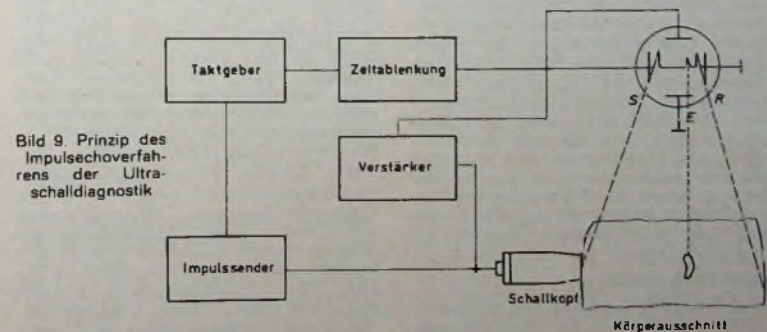 Taktgeber
Zeitablenkung
S
R
E
Bild 9. Prinzip des
Impulsechoverfah-
rens der Ultra-
schalldiagnostik
Verstärker
Impulssender
Schallkopf
Körperausschnitt